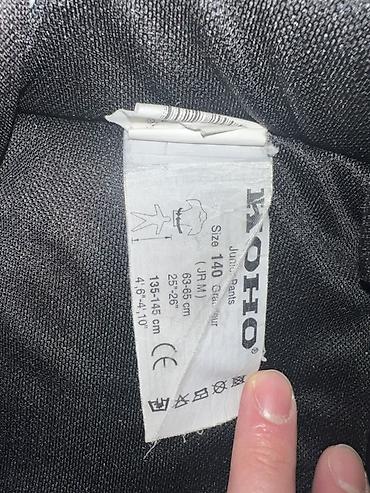 KOHO®
Junior Pants
Size 140 Grandeur
(JR M)
63-65 cm
25"-26"
135-145 cm
4',6"-4',10"
CE